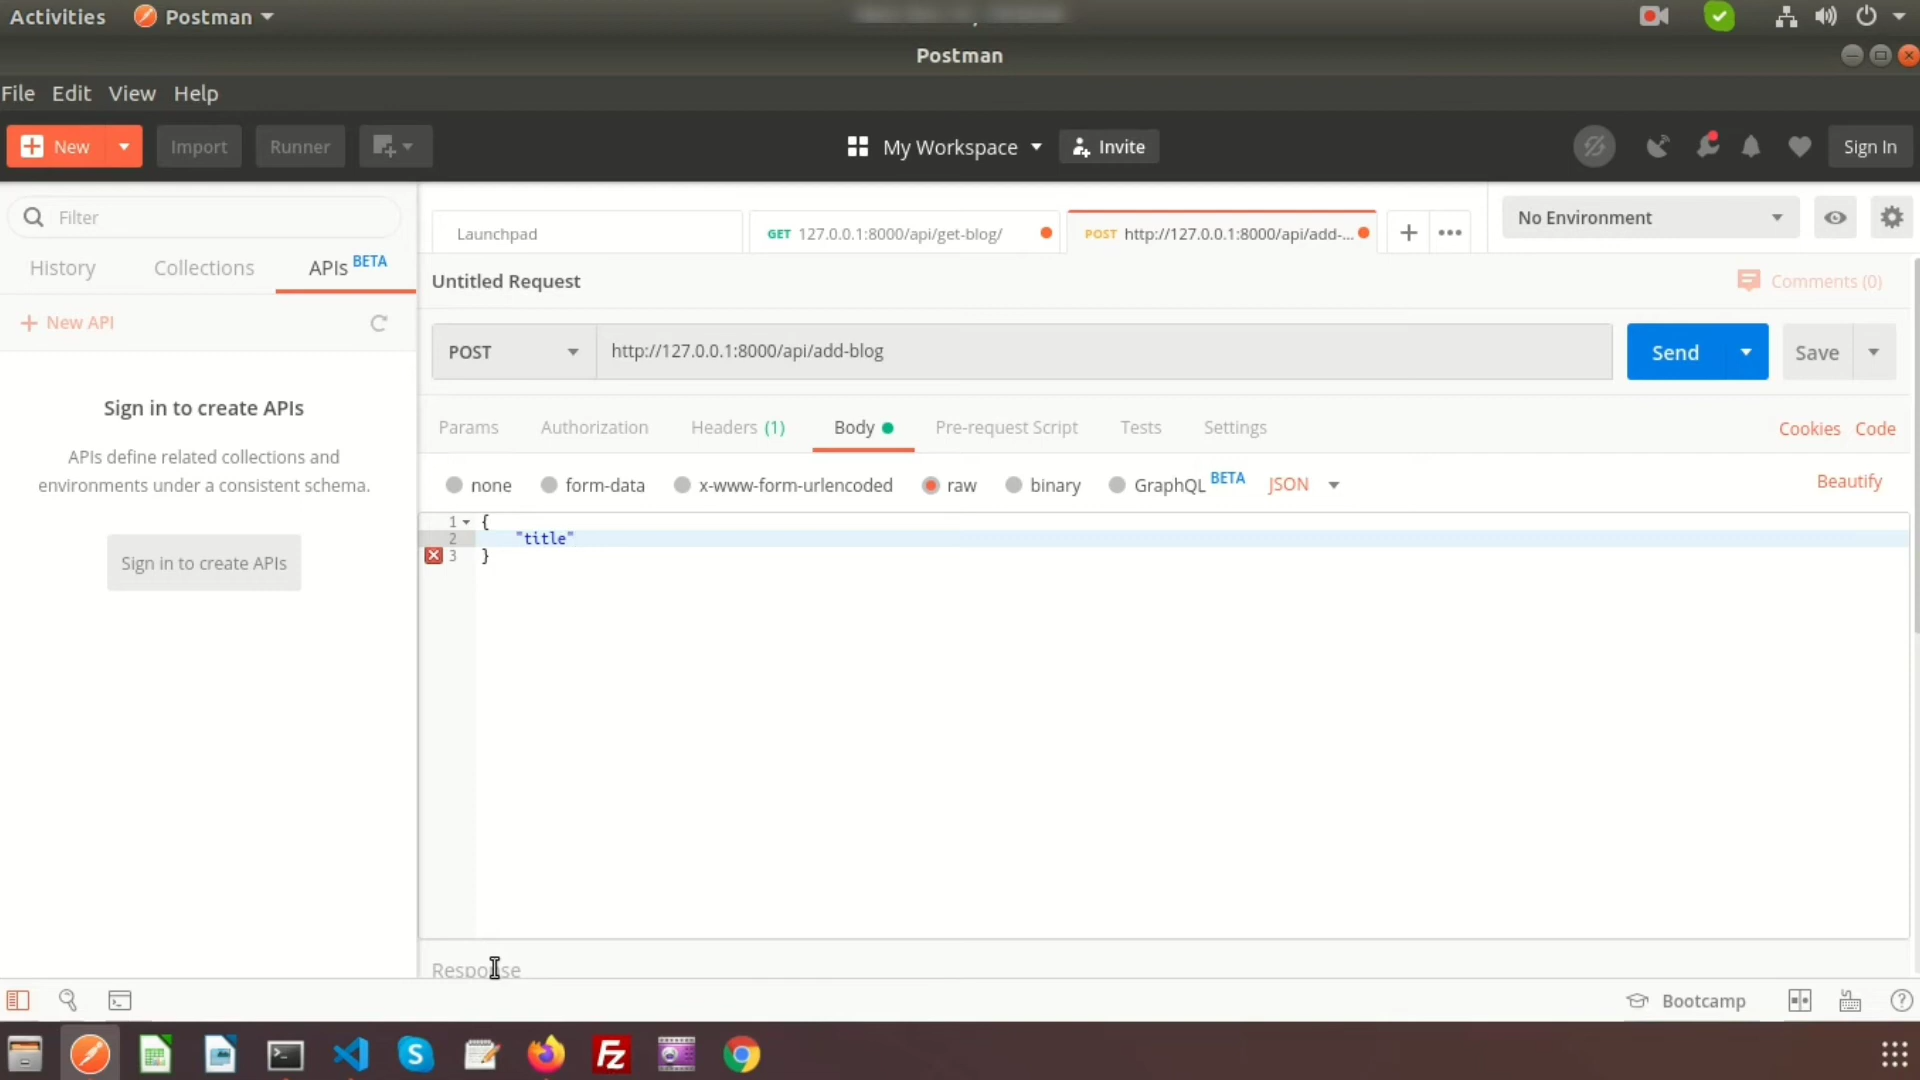 Activities Postman
Postman
File Edit View Help
New Import Runner My Workspace Invite Sign In
Filter
Launchpad GET 127.0.0.1:8000/api/get-blog/ POST http://127.0.0.1:8000/api/add-... No Environment
History Collections APIs BETA
Untitled Request Comments (0)
New API
POST http://127.0.0.1:8000/api/add-blog Send Save
Sign in to create APIs
APIs define related collections and
environments under a consistent schema.
Sign in to create APIs
Params Authorization Headers (1) Body Pre-request Script Tests Settings Cookies Code
none form-data x-www-form-urlencoded raw binary GraphQL BETA JSON Beautify
1 {
2 "title"
3 }
Response
Bootcamp